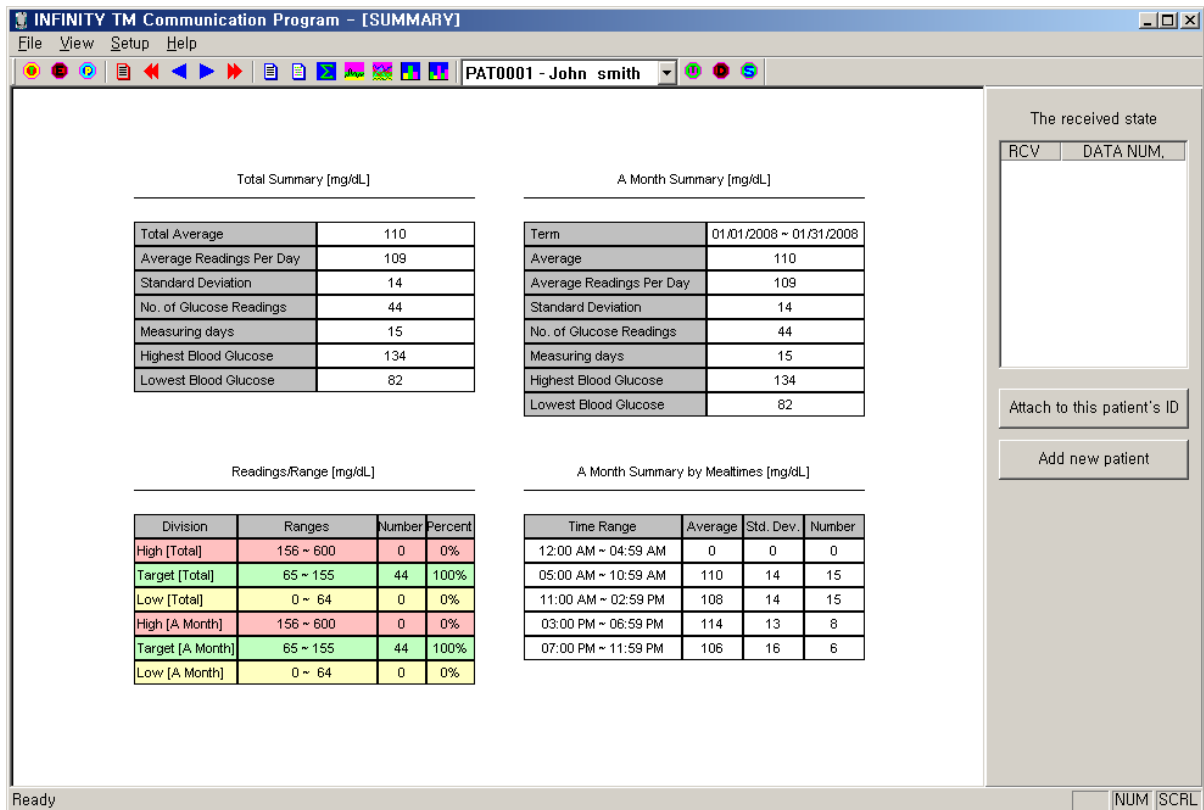 INFINITY TM Communication Program - [SUMMARY]
File View Setup Help
PAT0001 - John smith
The received state
RCV DATA NUM,
Total Summary [mg/dL]
Total Average 110
Average Readings Per Day 109
Standard Deviation 14
No. of Glucose Readings 44
Measuring days 15
Highest Blood Glucose 134
Lowest Blood Glucose 82
A Month Summary [mg/dL]
Term 01/01/2008 ~ 01/31/2008
Average 110
Average Readings Per Day 109
Standard Deviation 14
No. of Glucose Readings 44
Measuring days 15
Highest Blood Glucose 134
Lowest Blood Glucose 82
Attach to this patient's ID
Add new patient
Readings/Range [mg/dL]
Division Ranges Number Percent
High [Total] 156 ~ 600 0 0%
Target [Total] 65 ~ 155 44 100%
Low [Total] 0 ~ 64 0 0%
High [A Month] 156 ~ 600 0 0%
Target [A Month] 65 ~ 155 44 100%
Low [A Month] 0 ~ 64 0 0%
A Month Summary by Mealtimes [mg/dL]
Time Range Average Std. Dev. Number
12:00 AM ~ 04:59 AM 0 0 0
05:00 AM ~ 10:59 AM 110 14 15
11:00 AM ~ 02:59 PM 108 14 15
03:00 PM ~ 06:59 PM 114 13 8
07:00 PM ~ 11:59 PM 106 16 6
Ready
NUM SCRL